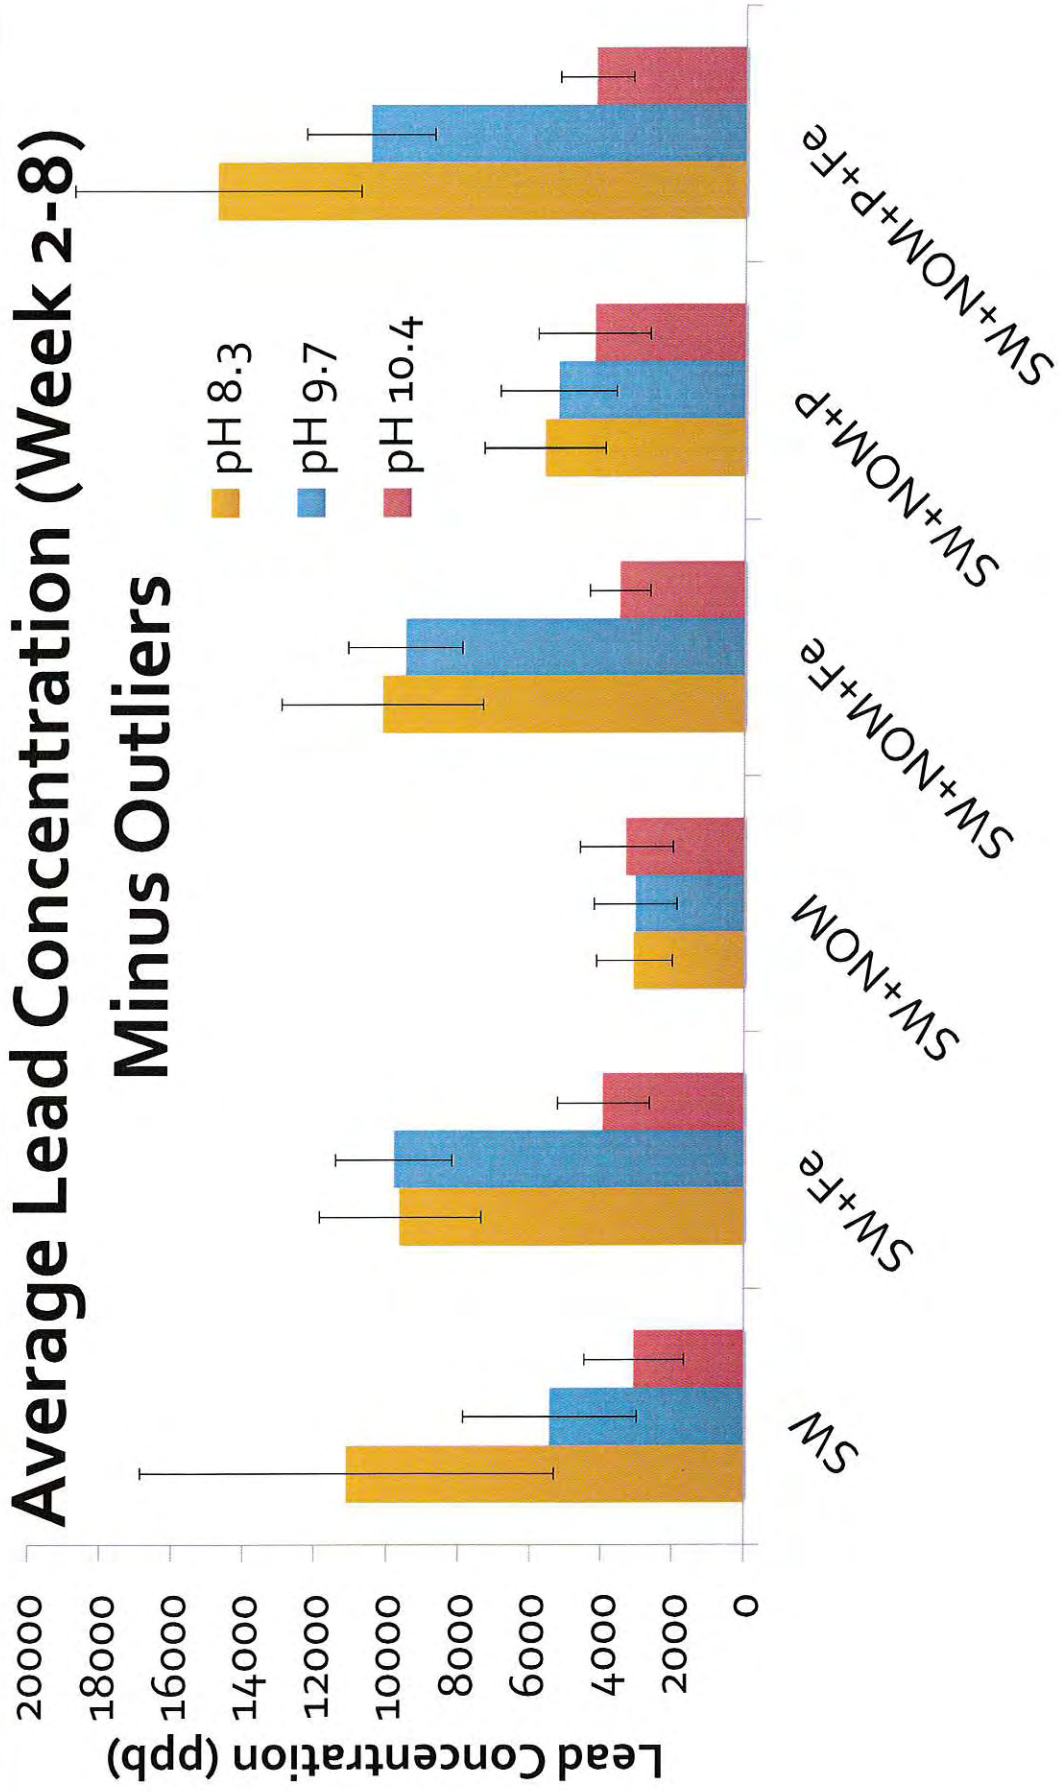 Average Lead Concentration (Week 2-8)
Minus Outliers
pH 8.3
pH 9.7
pH 10.4
Lead Concentration (ppb)
20000
18000
16000
14000
12000
10000
8000
6000
4000
2000
0
SW
SW+Fe
SW+NOM
SW+NOM+Fe
SW+NOM+P
SW+NOM+P+Fe